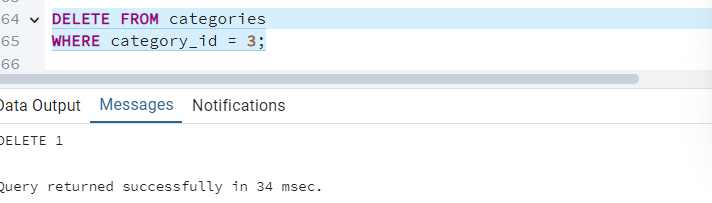 64 DELETE FROM categories
65 WHERE category_id = 3;
66
Data Output Messages Notifications
DELETE 1
Query returned successfully in 34 msec.